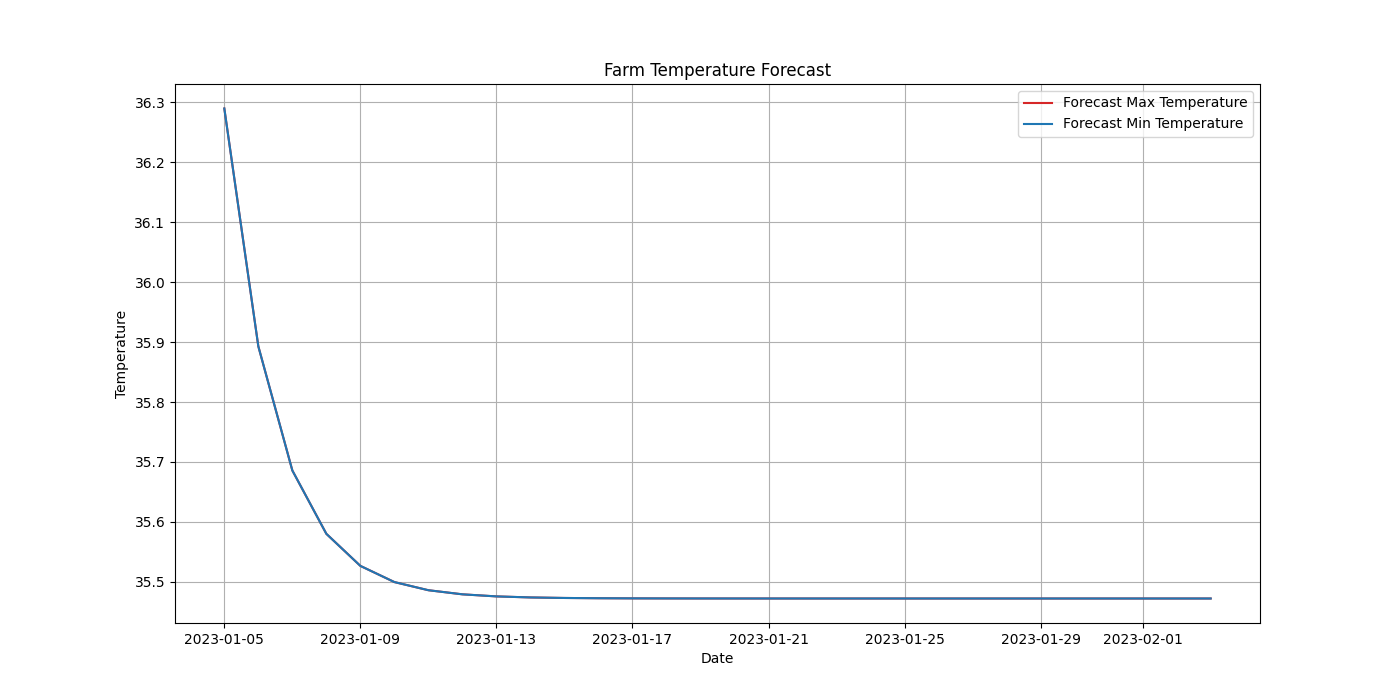 Farm Temperature Forecast
Forecast Max Temperature
Forecast Min Temperature
36.3
36.2
36.1
36.0
35.9
35.8
35.7
35.6
35.5
Temperature
2023-01-05 2023-01-09 2023-01-13 2023-01-17 2023-01-21 2023-01-25 2023-01-29 2023-02-01
Date